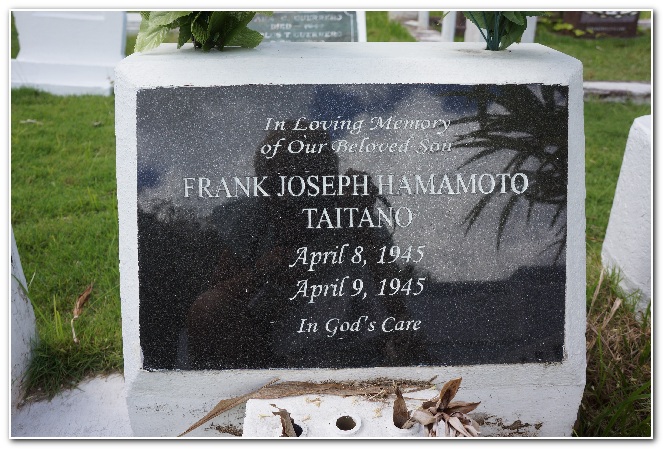 In Loving Memory
of Our Beloved Son
FRANK JOSEPH HAMAMOTO
TAITANO
April 8, 1945
April 9, 1945
In God's Care